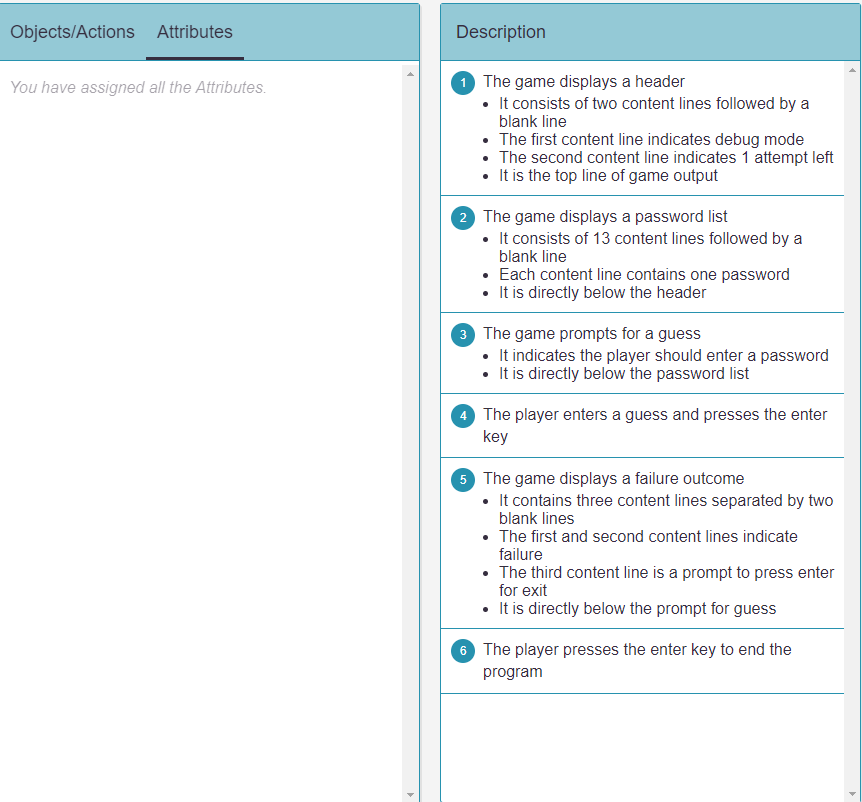 Objects/Actions
Attributes
You have assigned all the Attributes.
Description
1 The game displays a header
• It consists of two content lines followed by a
blank line
• The first content line indicates debug mode
• The second content line indicates 1 attempt left
• It is the top line of game output
2 The game displays a password list
• It consists of 13 content lines followed by a
blank line
• Each content line contains one password
• It is directly below the header
3 The game prompts for a guess
• It indicates the player should enter a password
• It is directly below the password list
4 The player enters a guess and presses the enter
key
5 The game displays a failure outcome
• It contains three content lines separated by two
blank lines
• The first and second content lines indicate
failure
• The third content line is a prompt to press enter
for exit
• It is directly below the prompt for guess
6 The player presses the enter key to end the
program